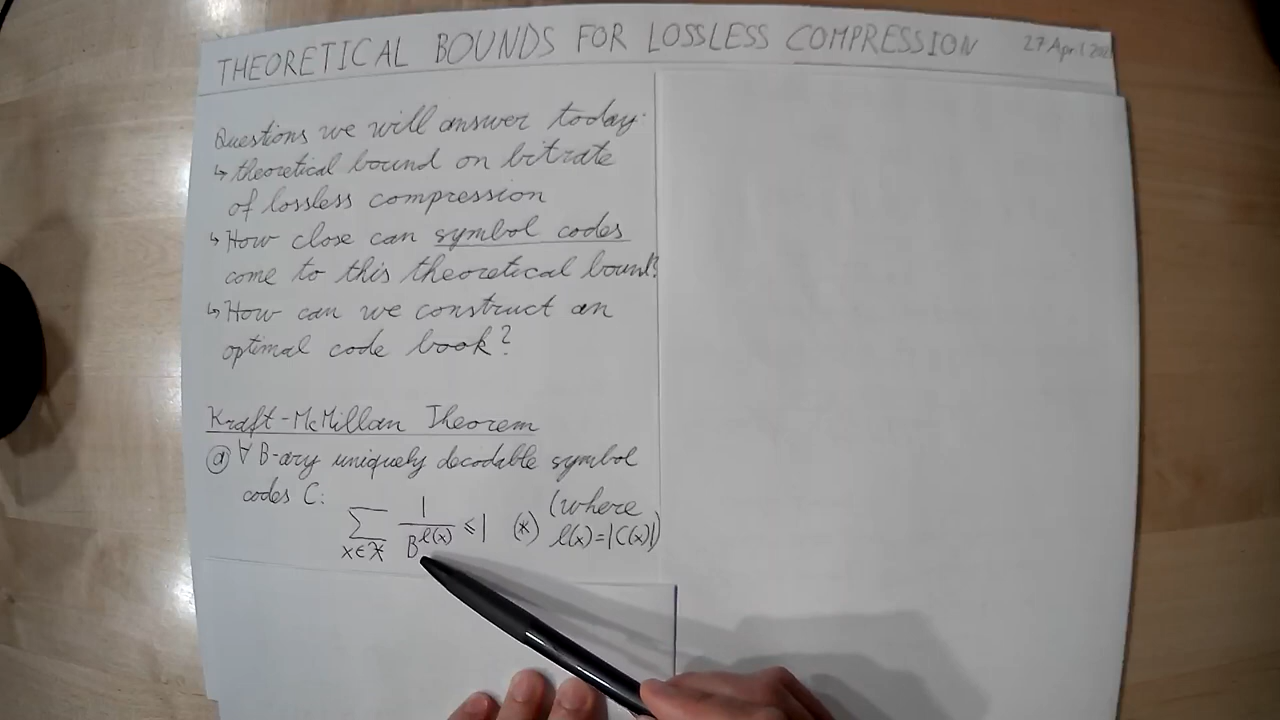 THEORETICAL BOUNDS FOR LOSSLESS COMPRESSION 27 April 202
Questions we will answer today:
↳ theoretical bound on bitrate
of lossless compression
↳ How close can symbol codes
come to this theoretical bound?
↳ How can we construct an
optimal code book?
Kraft-McMillan Theorem
ⓐ ∀ B-ary uniquely decodable symbol
codes C:
∑_{x∈𝔛} 1/B^{ℓ(x)} ≤ 1 (*) (where
ℓ(x)=|C(x)|)